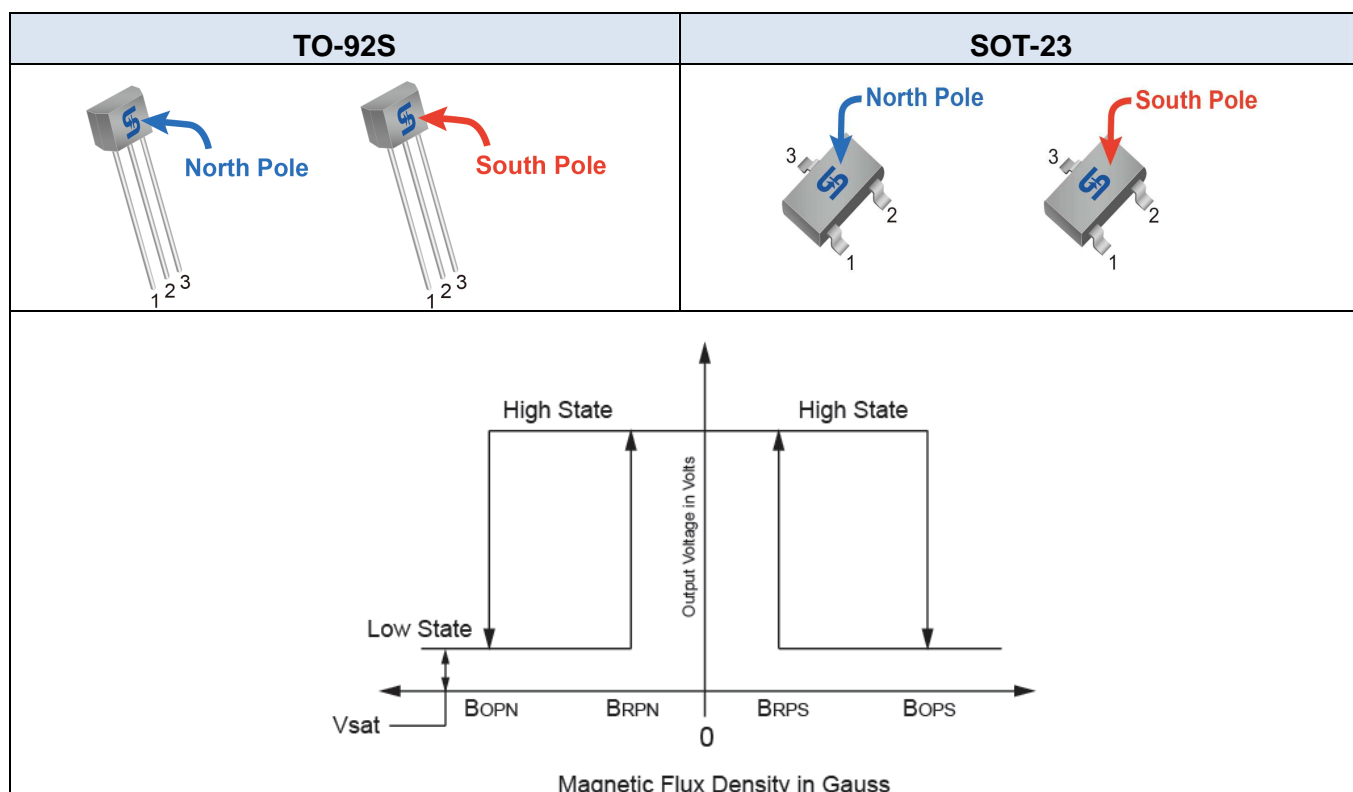 TO-92S
SOT-23
North Pole
South Pole
1 2 3
1 2 3
North Pole
South Pole
3
2
1
3
2
1
High State
High State
Output Voltage in Volts
Low State
BOPN
BRPN
BRPS
BOPS
Vsat
0
Magnetic Flux Density in Gauss